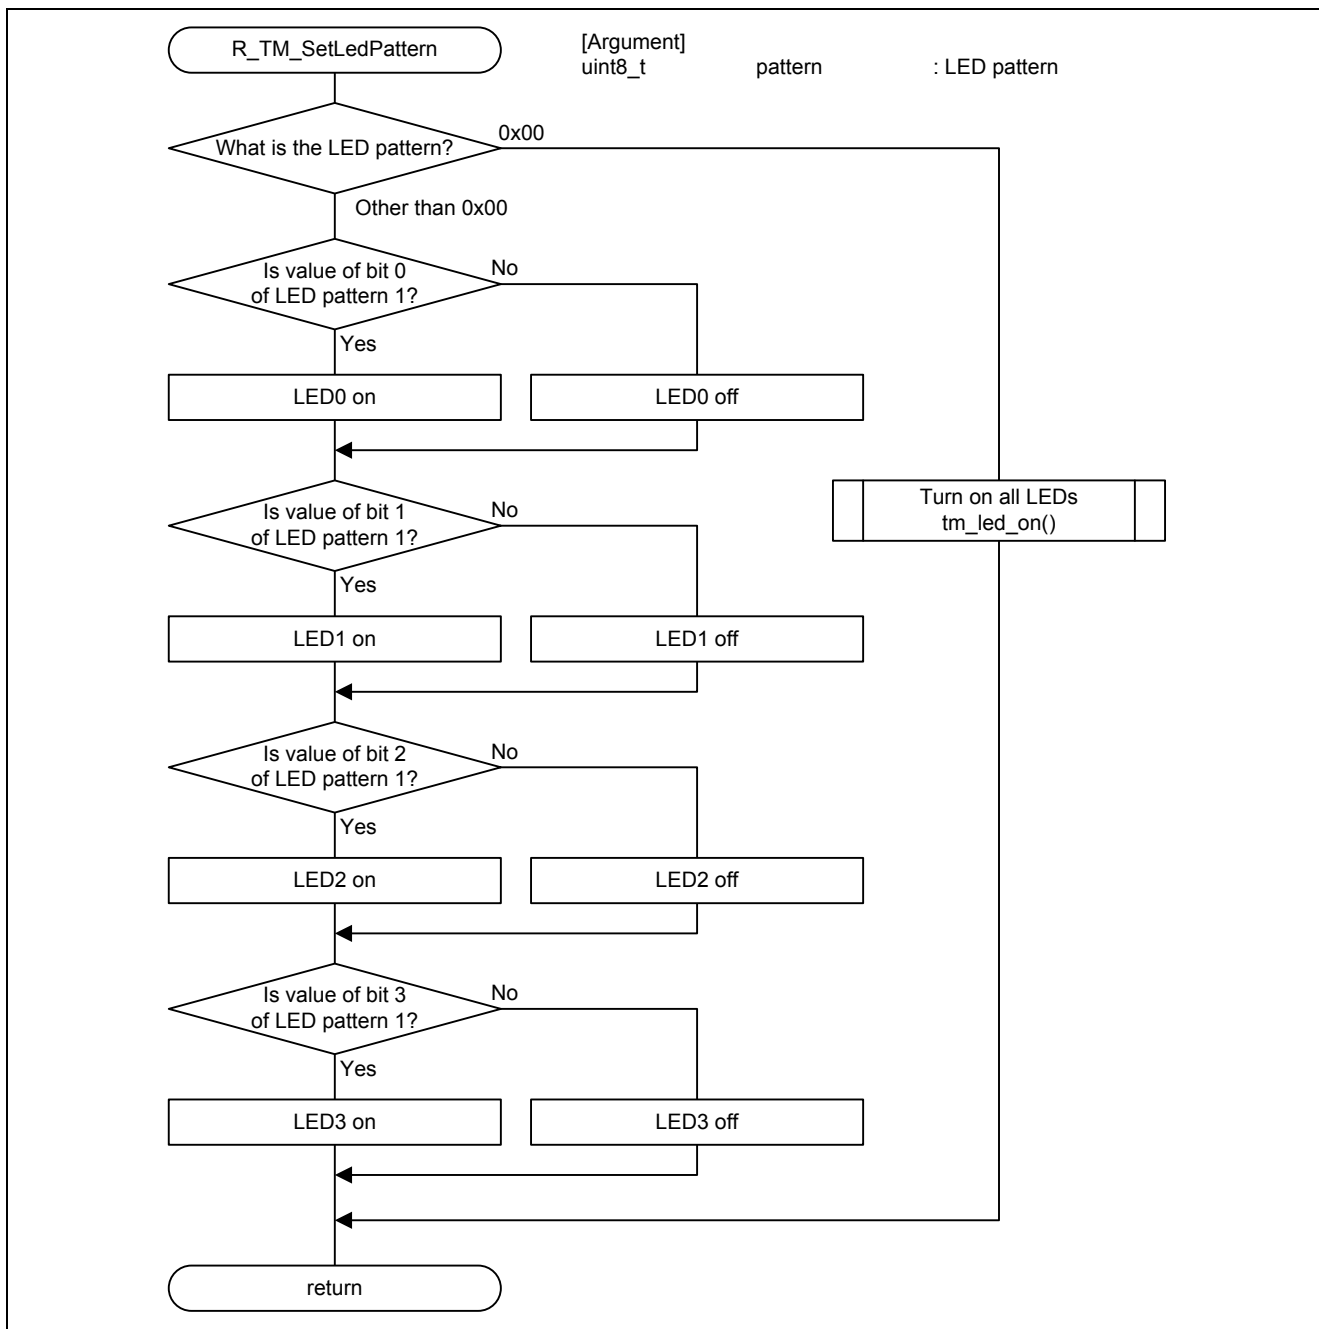 R_TM_SetLedPattern
[Argument]
uint8_t pattern : LED pattern
What is the LED pattern?
0x00
Other than 0x00
Is value of bit 0
of LED pattern 1?
No
Yes
LED0 on
LED0 off
Turn on all LEDs
tm_led_on()
Is value of bit 1
of LED pattern 1?
No
Yes
LED1 on
LED1 off
Is value of bit 2
of LED pattern 1?
No
Yes
LED2 on
LED2 off
Is value of bit 3
of LED pattern 1?
No
Yes
LED3 on
LED3 off
return